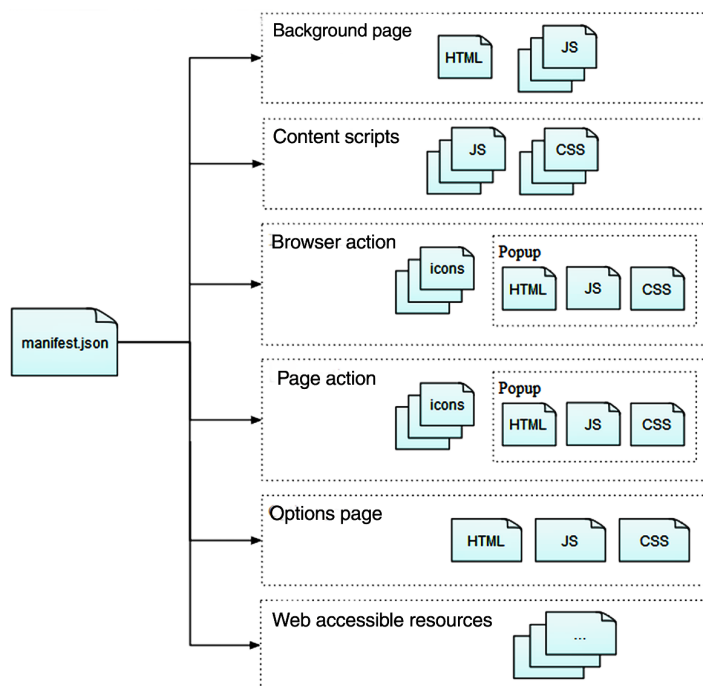 Background page
HTML
JS
Content scripts
JS
CSS
Browser action
icons
Popup
HTML
JS
CSS
manifest.json
Page action
icons
Popup
HTML
JS
CSS
Options page
HTML
JS
CSS
Web accessible resources
...